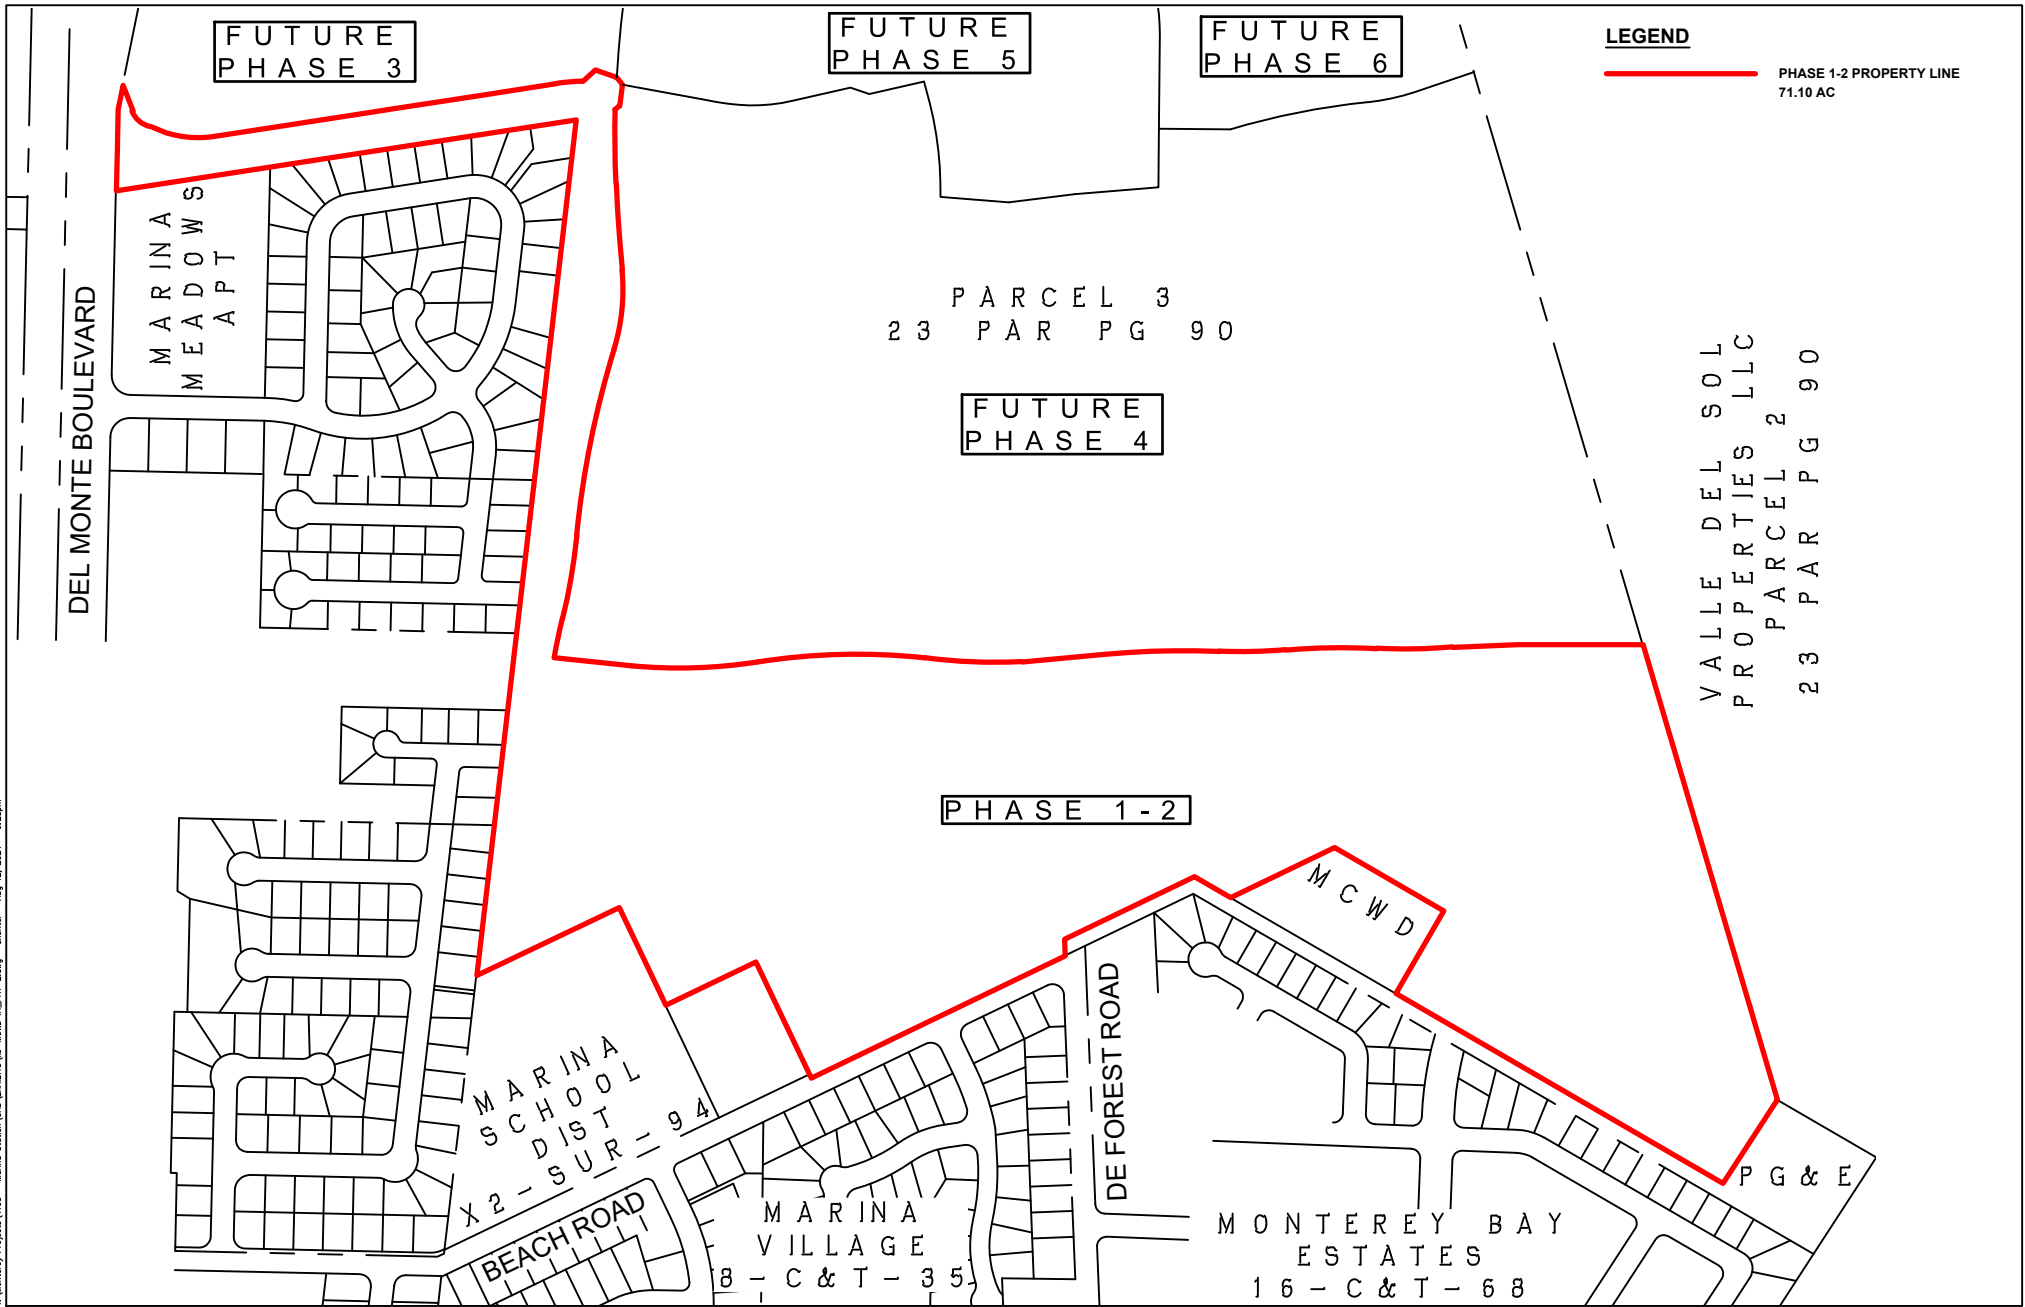 FUTURE
PHASE 3
FUTURE
PHASE 5
FUTURE
PHASE 6
LEGEND
PHASE 1-2 PROPERTY LINE
71.10 AC
MARINA
MEADOWS
APT
DEL MONTE BOULEVARD
PARCEL 3
23 PAR PG 90
FUTURE
PHASE 4
VALLE DEL SOL
PROPERTIES LLC
PARCEL 2
23 PAR PG 90
PHASE 1-2
MCWD
MARINA
SCHOOL
DIST
X2-SUR-94
BEACH ROAD
DE FOREST ROAD
MARINA
VILLAGE
8-C&T-35
MONTEREY BAY
ESTATES
16-C&T-68
PG&E